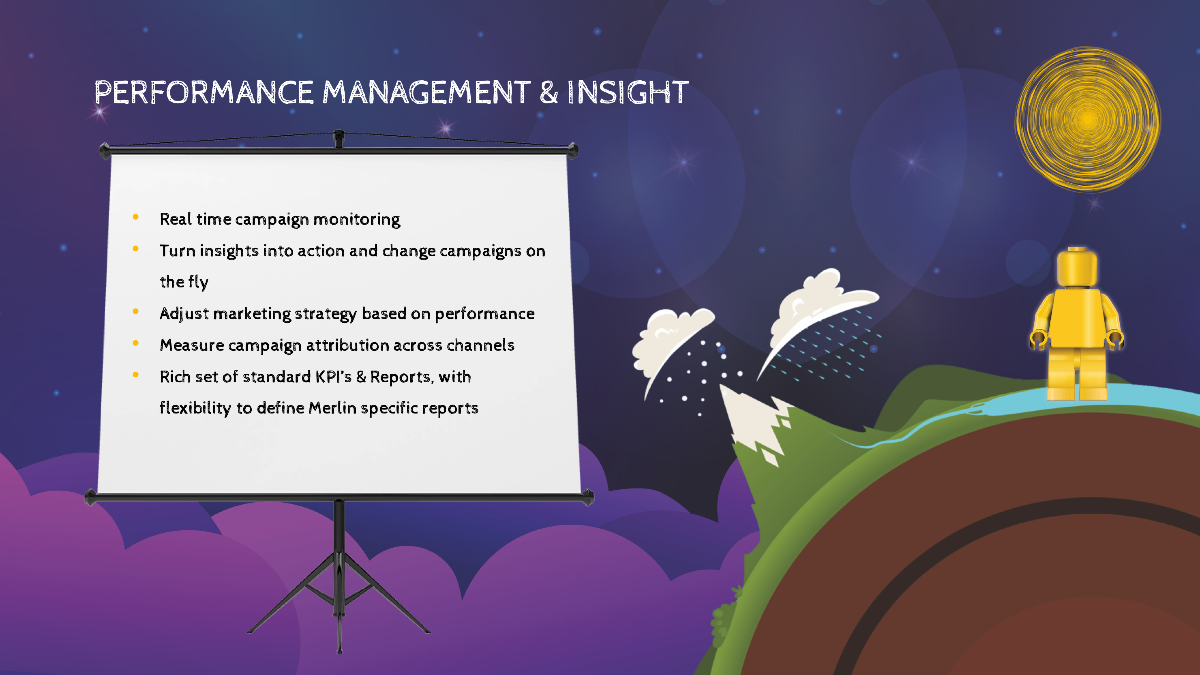 PERFORMANCE MANAGEMENT & INSIGHT
• Real time campaign monitoring
• Turn insights into action and change campaigns on
the fly
• Adjust marketing strategy based on performance
• Measure campaign attribution across channels
• Rich set of standard KPI's & Reports, with
flexibility to define Merlin specific reports